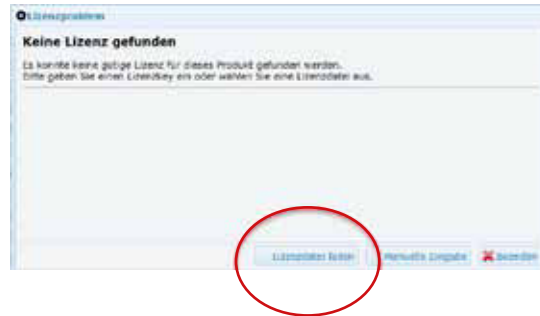 Lizenzproblem
Keine Lizenz gefunden
Es konnte keine gültige Lizenz für dieses Produkt gefunden werden.
Bitte geben Sie einen Lizenzkey ein oder wählen Sie eine Lizenzdatei aus.
Lizenzdatei laden
Manuelle Eingabe
Beenden